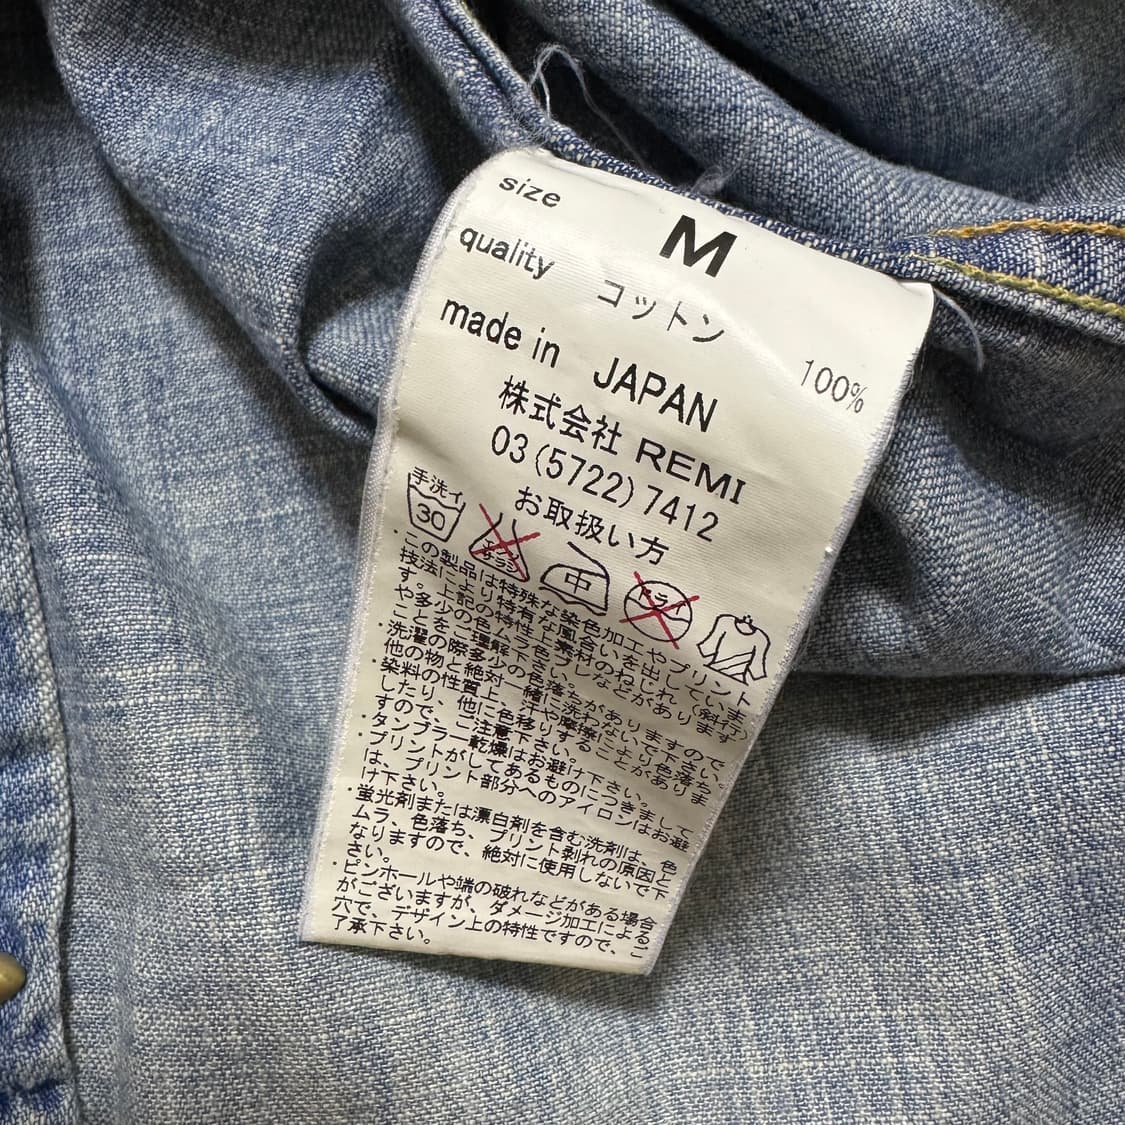 size
M
quality
コットン
100%
made in JAPAN
株式会社 REMI
03(5722)7412
お取扱い方
手洗イ
30
エンソ
サラシ
中
ドライ
・この製品は特殊な染色加工やプリント
技法により特有な風合いを出していま
す。上記の特性上素材のねじれ(斜行)
や多少の色ムラ色ブレなどがあります
ことをご理解下さい。
・洗濯の際多少の色落ちがありますので
他の物と絶対一緒に洗わないで下さい。
・染料の性質上、汗や摩擦により色落ち
したり、他に色移りすることがありま
すので、ご注意下さい。
・タンブラー乾燥はお避け下さい。
・プリントがしてあるものにつきまして
は、プリント部分へのアイロンはお避
け下さい。
・蛍光剤または漂白剤を含む洗剤は、色
ムラ、色落ち、プリント剥れの原因と
なりますので、絶対に使用しないで下
さい。
・ピンホールや端の破れなどがある場合
がございますが、ダメージ加工による
穴で、デザイン上の特性ですので、ご
了承下さい。